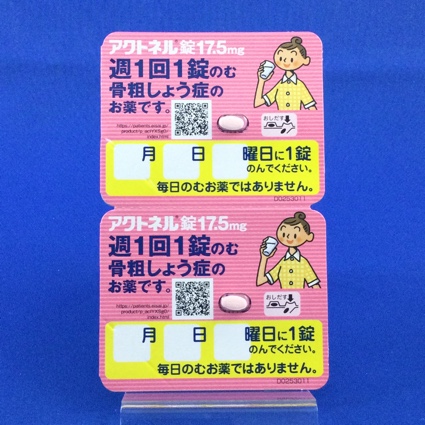 アクトネル®錠17.5mg
週1回1錠のむ
骨粗しょう症の
お薬です。
おしだす
月 日 曜日に1錠
のんでください。
毎日のむお薬ではありません。
D0253011
アクトネル®錠17.5mg
週1回1錠のむ
骨粗しょう症の
お薬です。
おしだす
月 日 曜日に1錠
のんでください。
毎日のむお薬ではありません。
D0253011